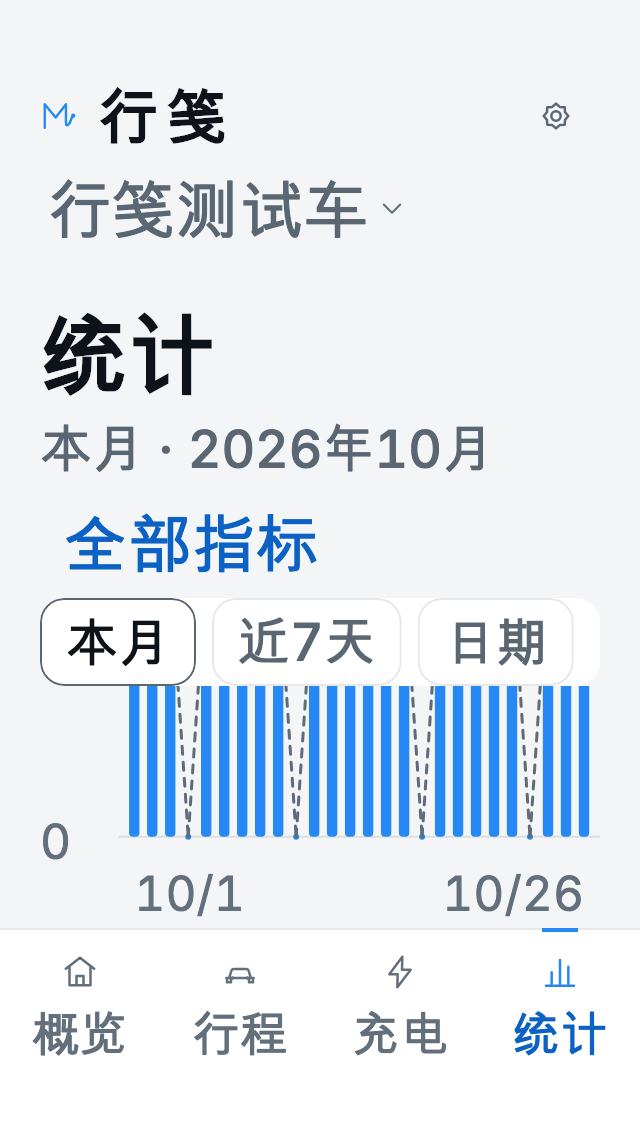 行笺
行笺测试车
统计
本月 · 2026年10月
全部指标
本月 近7天 日期
0
10/1 10/26
概览 行程 充电 统计